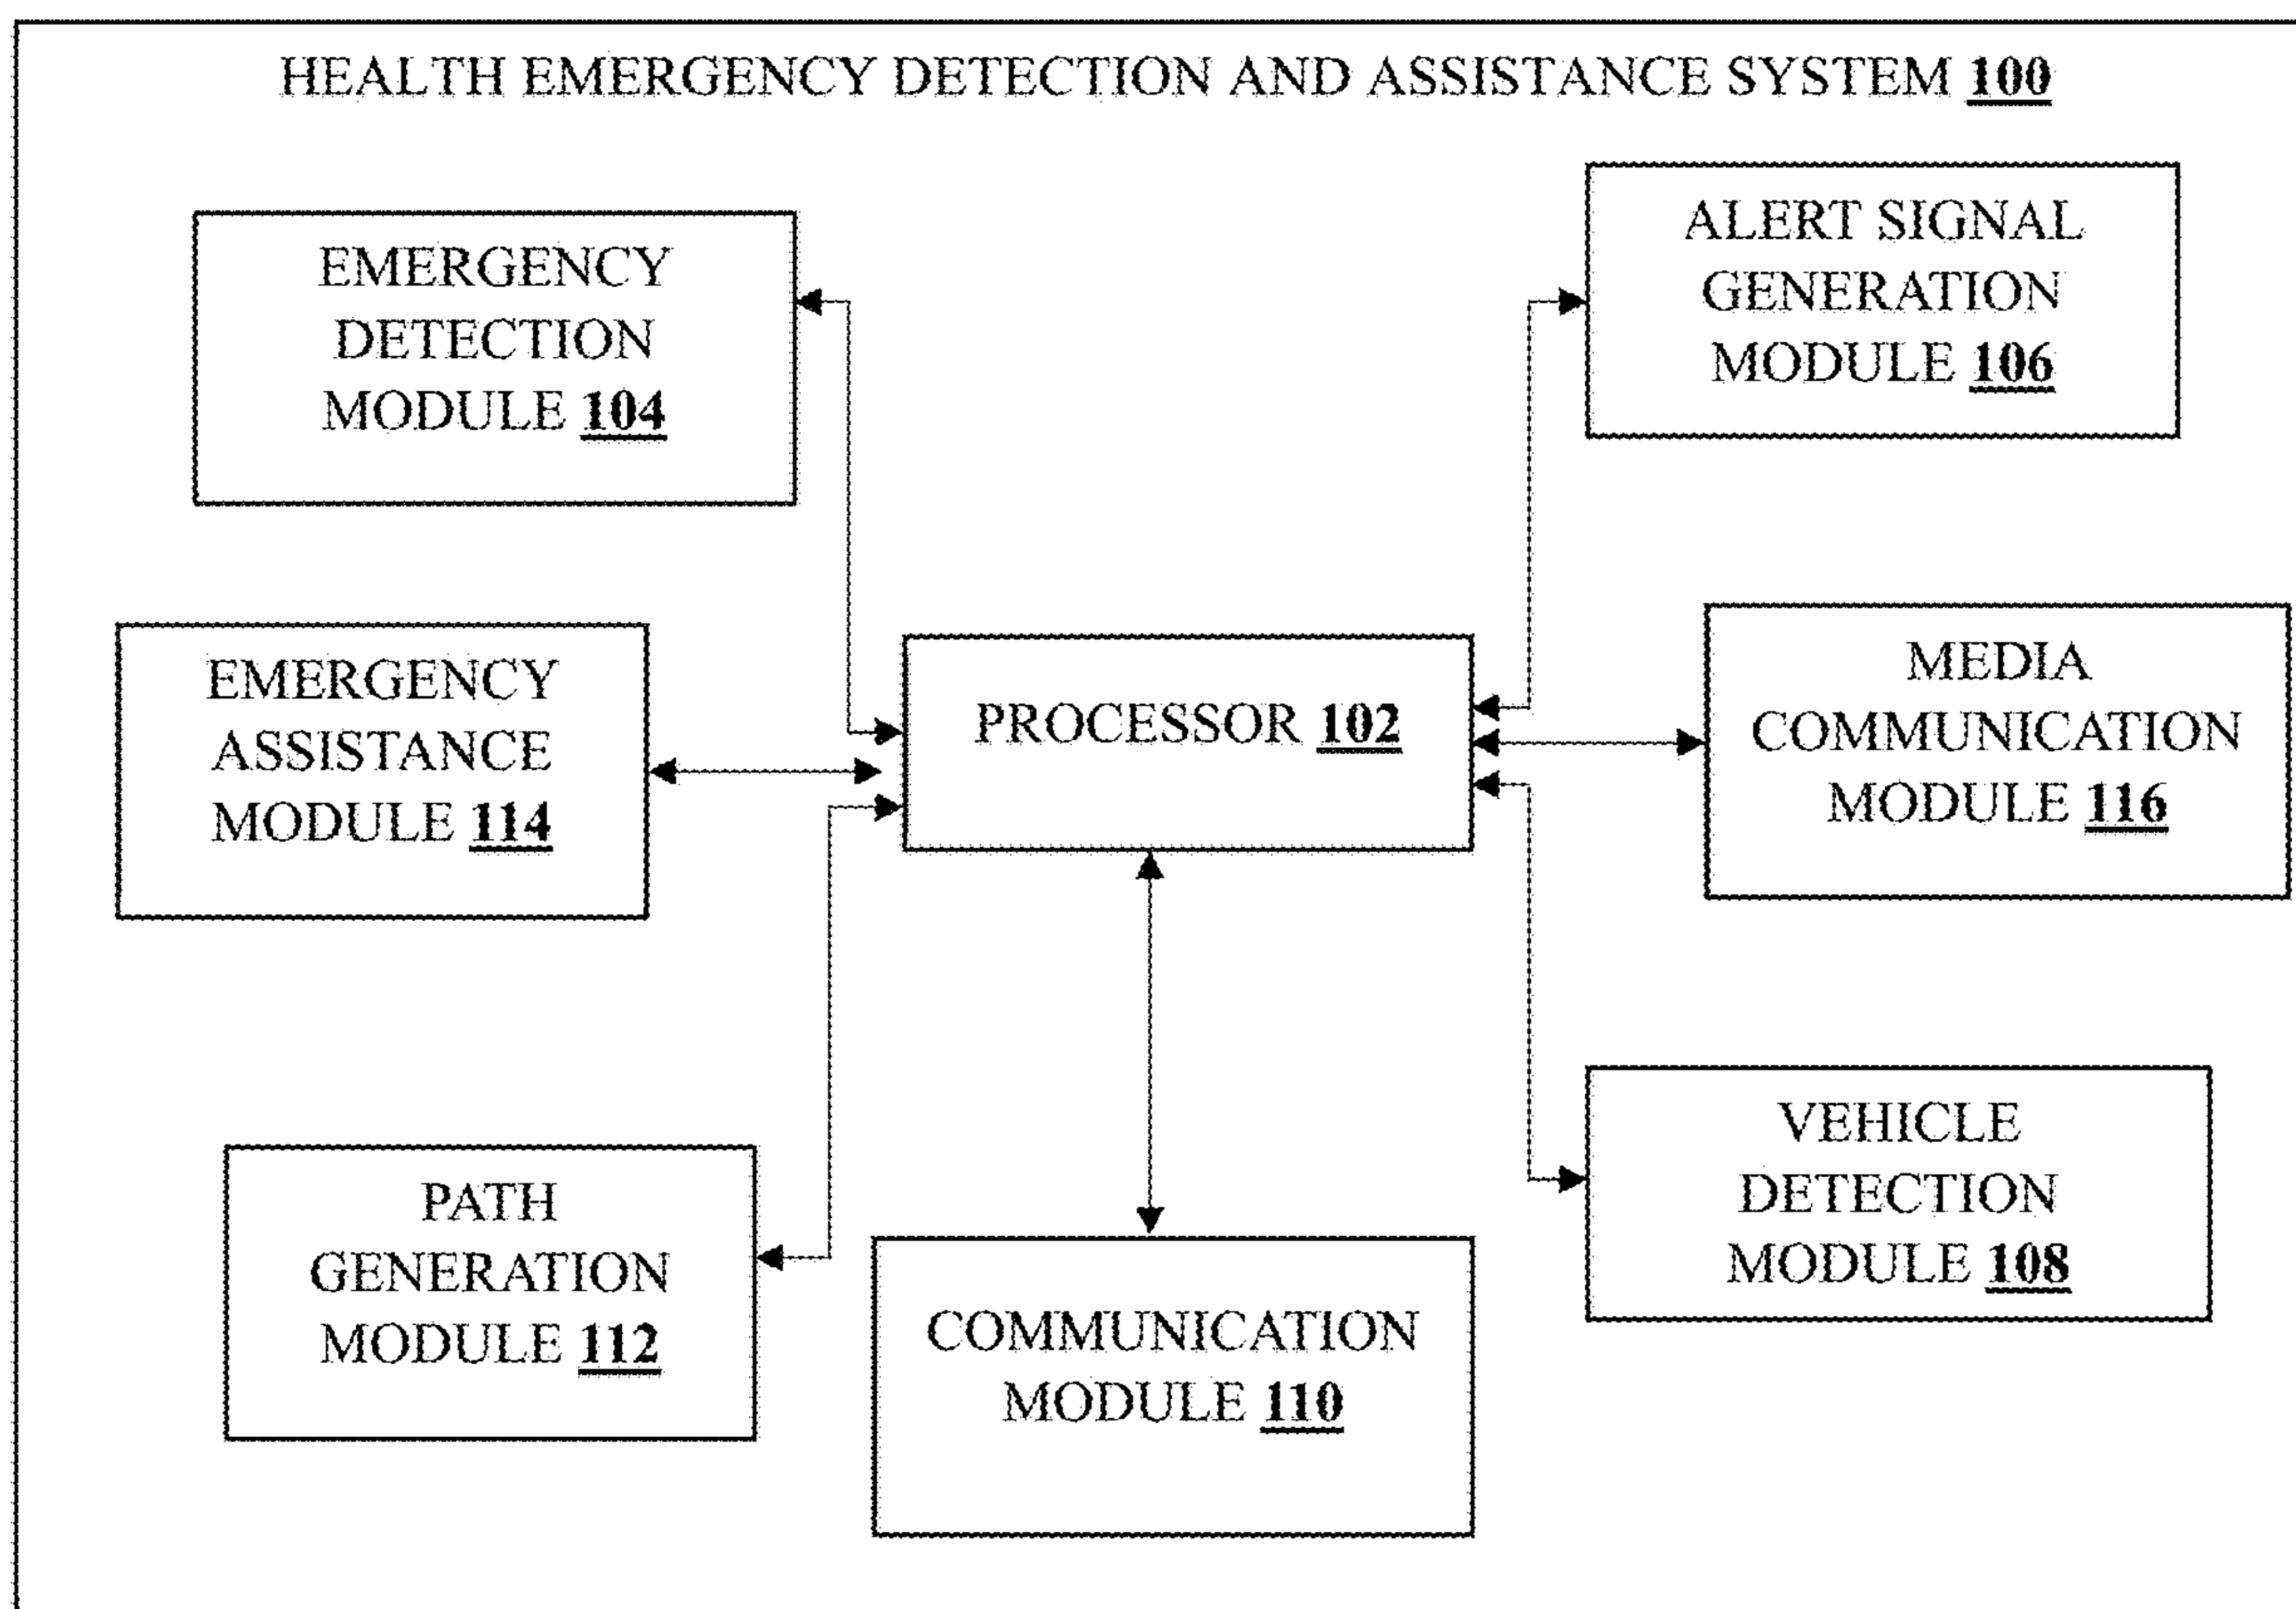 HEALTH EMERGENCY DETECTION AND ASSISTANCE SYSTEM 100
EMERGENCY
DETECTION
MODULE 104
ALERT SIGNAL
GENERATION
MODULE 106
EMERGENCY
ASSISTANCE
MODULE 114
PROCESSOR 102
MEDIA
COMMUNICATION
MODULE 116
PATH
GENERATION
MODULE 112
COMMUNICATION
MODULE 110
VEHICLE
DETECTION
MODULE 108